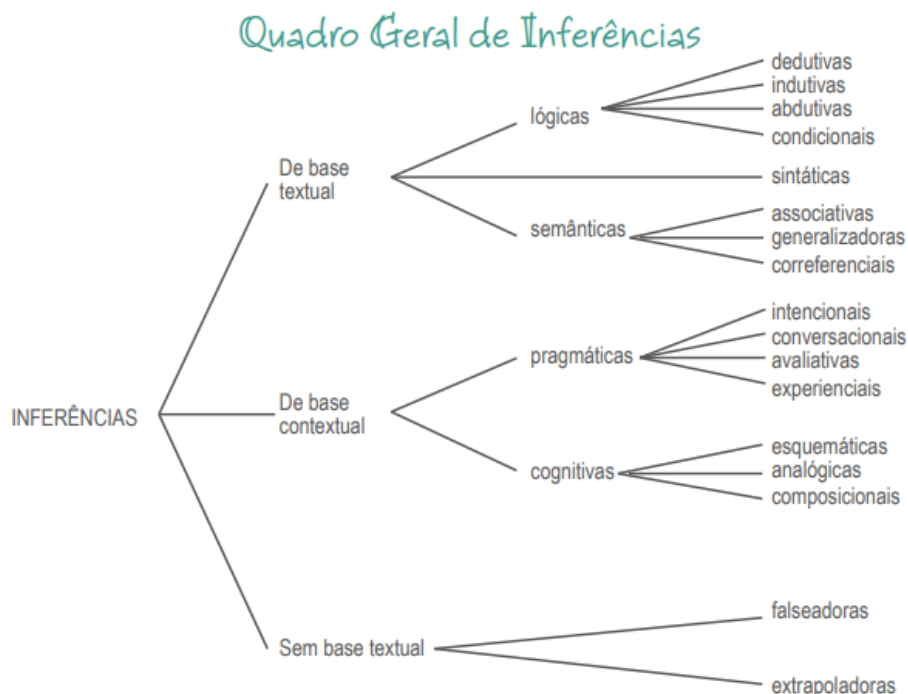 Quadro Geral de Inferências
dedutivas
indutivas
lógicas
abdutivas
condicionais
De base
textual
sintáticas
associativas
semânticas
generalizadoras
correferenciais
intencionais
conversacionais
pragmáticas
avaliativas
experienciais
INFERÊNCIAS
De base
contextual
esquemáticas
cognitivas
analógicas
composicionais
falseadoras
Sem base textual
extrapoladoras